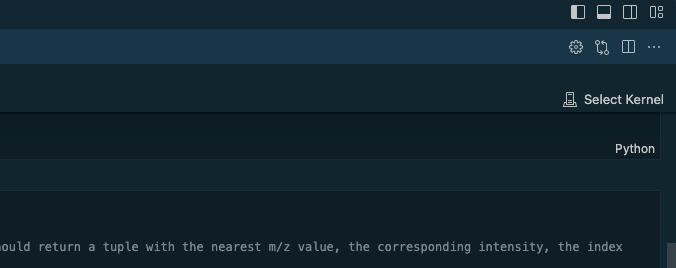 Select Kernel
Python
ould return a tuple with the nearest m/z value, the corresponding intensity, the index